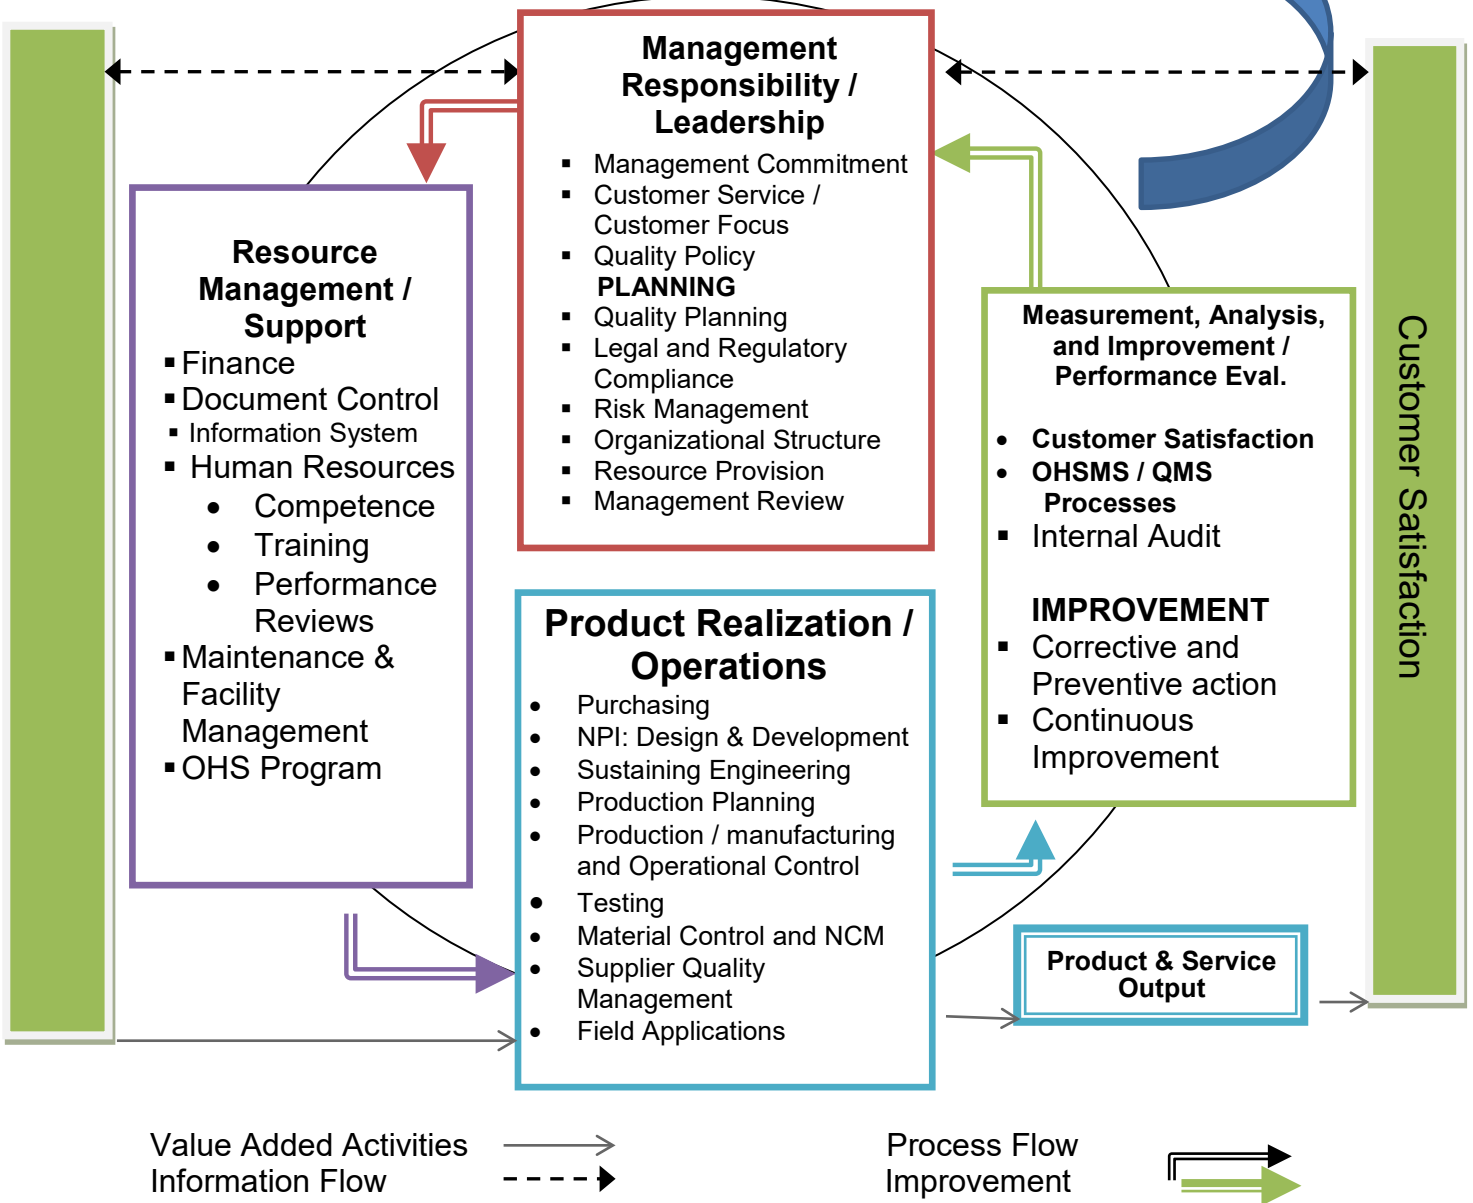 Management
Responsibility /
Leadership
▪ Management Commitment
▪ Customer Service /
Customer Focus
▪ Quality Policy
PLANNING
▪ Quality Planning
▪ Legal and Regulatory
Compliance
▪ Risk Management
▪ Organizational Structure
▪ Resource Provision
▪ Management Review
Resource
Management /
Support
▪ Finance
▪ Document Control
▪ Information System
▪ Human Resources
• Competence
• Training
• Performance
Reviews
▪ Maintenance &
Facility
Management
▪ OHS Program
Measurement, Analysis,
and Improvement /
Performance Eval.
• Customer Satisfaction
• OHSMS / QMS
Processes
▪ Internal Audit
IMPROVEMENT
▪ Corrective and
Preventive action
▪ Continuous
Improvement
Customer Satisfaction
Product Realization /
Operations
• Purchasing
• NPI: Design & Development
• Sustaining Engineering
• Production Planning
• Production / manufacturing
and Operational Control
• Testing
• Material Control and NCM
• Supplier Quality
Management
• Field Applications
Product & Service
Output
Value Added Activities
Information Flow
Process Flow
Improvement